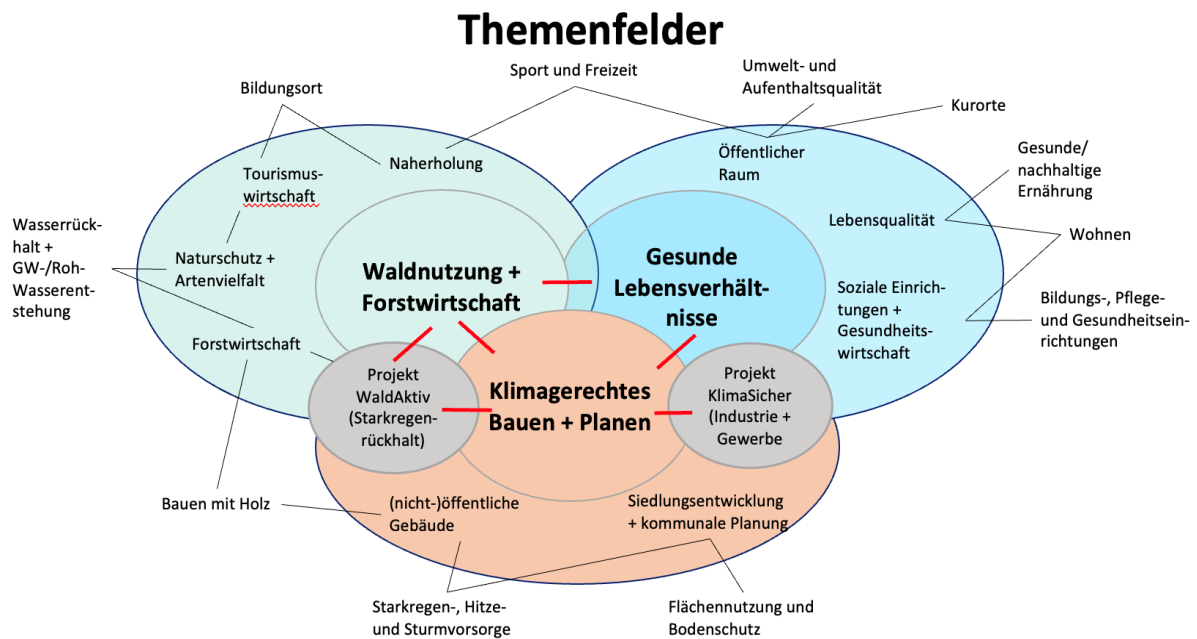 Themenfelder
Sport und Freizeit
Umwelt- und
Aufenthaltsqualität
Bildungsort
Kurorte
Naherholung
Öffentlicher
Raum
Gesunde/
nachhaltige
Ernährung
Tourismus-
wirtschaft
Lebensqualität
Wohnen
Wasserrück-
halt +
GW-/Roh-
Wasserent-
stehung
Naturschutz +
Artenvielfalt
Waldnutzung +
Forstwirtschaft
Gesunde
Lebensverhält-
nisse
Soziale Einrich-
tungen +
Gesundheits-
wirtschaft
Bildungs-, Pflege-
und Gesundheitsein-
richtungen
Forstwirtschaft
Projekt
WaldAktiv
(Starkregen-
rückhalt)
Klimagerechtes
Bauen + Planen
Projekt
KlimaSicher
(Industrie +
Gewerbe
Bauen mit Holz
(nicht-)öffentliche
Gebäude
Siedlungsentwicklung
+ kommunale Planung
Starkregen-, Hitze-
und Sturmvorsorge
Flächennutzung und
Bodenschutz